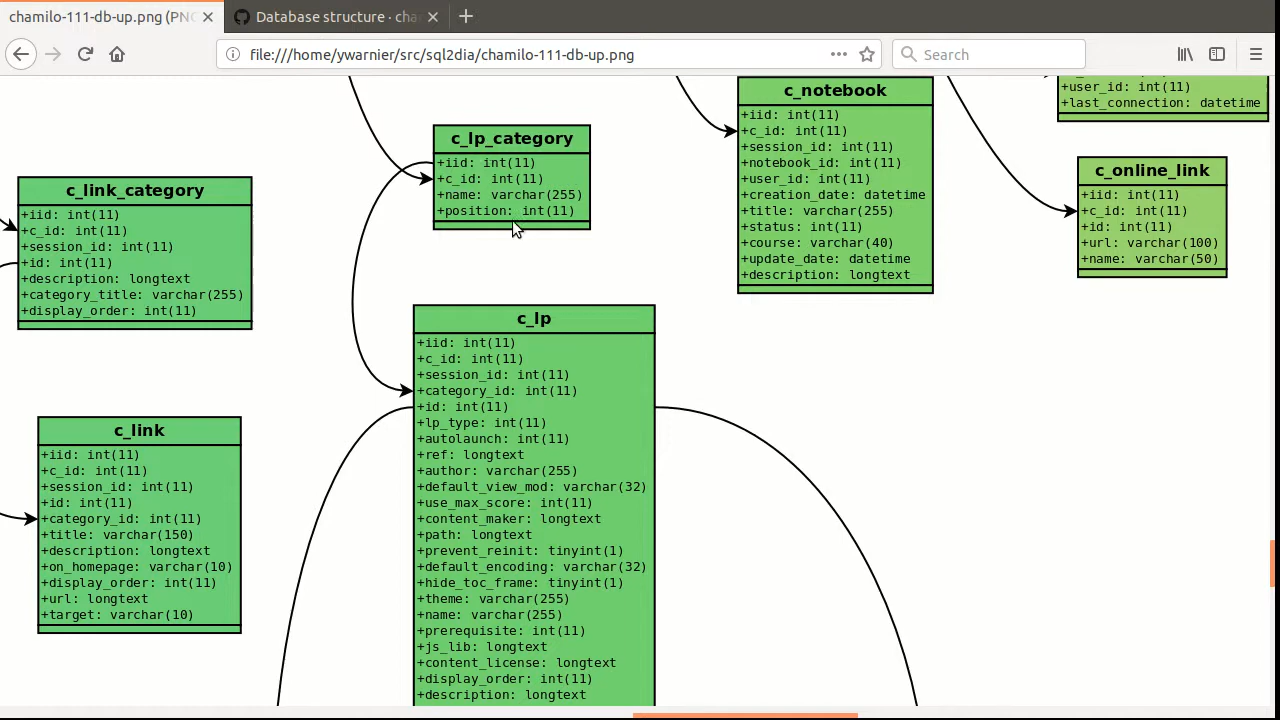 chamilo-111-db-up.png (PN
Database structure · cha
file:///home/ywarnier/src/sql2dia/chamilo-111-db-up.png
Search
c_link_category
+iid: int(11)
+c_id: int(11)
+session_id: int(11)
+id: int(11)
+description: longtext
+category_title: varchar(255)
+display_order: int(11)
c_link
+iid: int(11)
+c_id: int(11)
+session_id: int(11)
+id: int(11)
+category_id: int(11)
+title: varchar(150)
+description: longtext
+on_homepage: varchar(10)
+display_order: int(11)
+url: longtext
+target: varchar(10)
c_lp_category
+iid: int(11)
+c_id: int(11)
+name: varchar(255)
+position: int(11)
c_lp
+iid: int(11)
+c_id: int(11)
+session_id: int(11)
+category_id: int(11)
+id: int(11)
+lp_type: int(11)
+autolaunch: int(11)
+ref: longtext
+author: varchar(255)
+default_view_mod: varchar(32)
+use_max_score: int(11)
+content_maker: longtext
+path: longtext
+prevent_reinit: tinyint(1)
+default_encoding: varchar(32)
+hide_toc_frame: tinyint(1)
+theme: varchar(255)
+name: varchar(255)
+prerequisite: int(11)
+js_lib: longtext
+content_license: longtext
+display_order: int(11)
+description: longtext
c_notebook
+iid: int(11)
+c_id: int(11)
+session_id: int(11)
+notebook_id: int(11)
+user_id: int(11)
+creation_date: datetime
+title: varchar(255)
+status: int(11)
+course: varchar(40)
+update_date: datetime
+description: longtext
+user_id: int(11)
+last_connection: datetime
c_online_link
+iid: int(11)
+c_id: int(11)
+id: int(11)
+url: varchar(100)
+name: varchar(50)